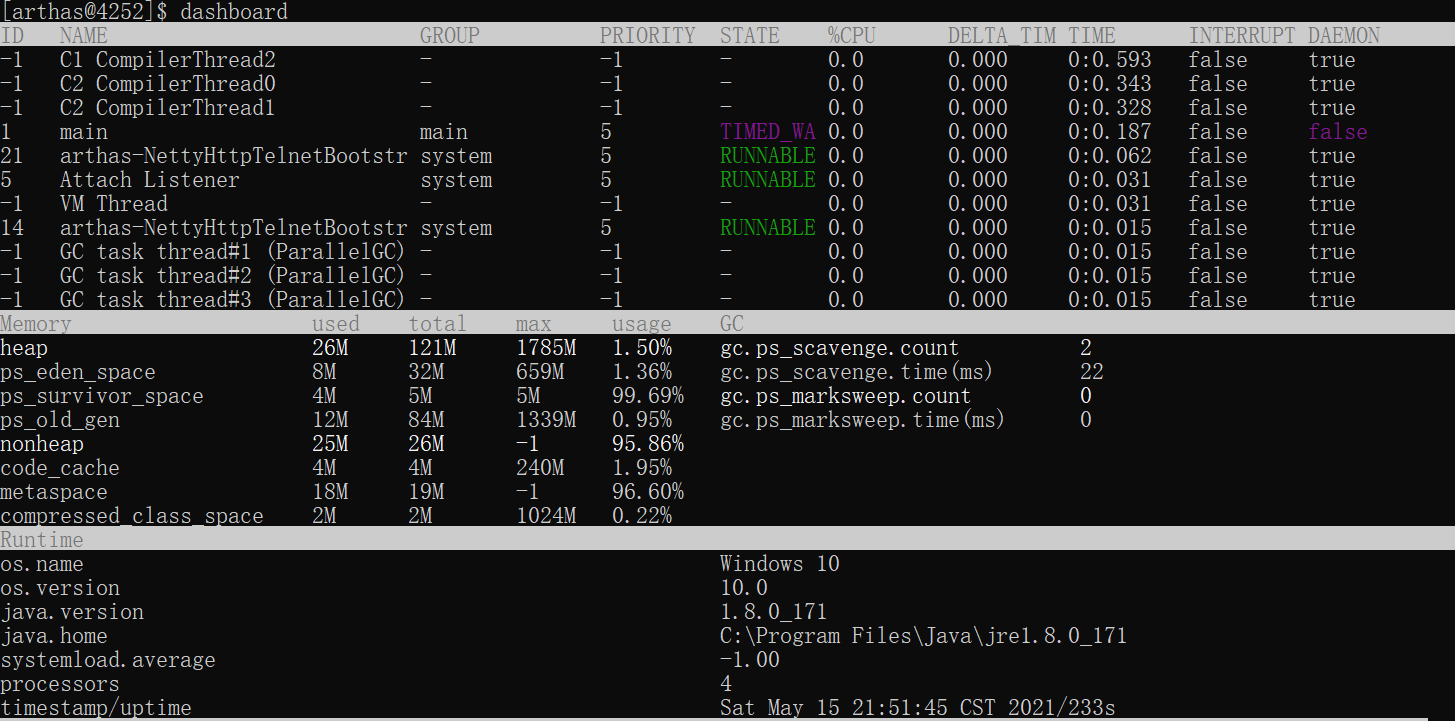 [arthas@4252]$ dashboard
ID NAME GROUP PRIORITY STATE %CPU DELTA_TIM TIME INTERRUPT DAEMON
-1 C1 CompilerThread2 - -1 - 0.0 0.000 0:0.593 false true
-1 C2 CompilerThread0 - -1 - 0.0 0.000 0:0.343 false true
-1 C2 CompilerThread1 - -1 - 0.0 0.000 0:0.328 false true
1 main main 5 TIMED_WA 0.0 0.000 0:0.187 false false
21 arthas-NettyHttpTelnetBootstr system 5 RUNNABLE 0.0 0.000 0:0.062 false true
5 Attach Listener system 5 RUNNABLE 0.0 0.000 0:0.031 false true
-1 VM Thread - -1 - 0.0 0.000 0:0.031 false true
14 arthas-NettyHttpTelnetBootstr system 5 RUNNABLE 0.0 0.000 0:0.015 false true
-1 GC task thread#1 (ParallelGC) - -1 - 0.0 0.000 0:0.015 false true
-1 GC task thread#2 (ParallelGC) - -1 - 0.0 0.000 0:0.015 false true
-1 GC task thread#3 (ParallelGC) - -1 - 0.0 0.000 0:0.015 false true
Memory used total max usage GC
heap 26M 121M 1785M 1.50% gc.ps_scavenge.count 2
ps_eden_space 8M 32M 659M 1.36% gc.ps_scavenge.time(ms) 22
ps_survivor_space 4M 5M 5M 99.69% gc.ps_marksweep.count 0
ps_old_gen 12M 84M 1339M 0.95% gc.ps_marksweep.time(ms) 0
nonheap 25M 26M -1 95.86%
code_cache 4M 4M 240M 1.95%
metaspace 18M 19M -1 96.60%
compressed_class_space 2M 2M 1024M 0.22%
Runtime
os.name Windows 10
os.version 10.0
java.version 1.8.0_171
java.home C:\Program Files\Java\jre1.8.0_171
systemload.average -1.00
processors 4
timestamp/uptime Sat May 15 21:51:45 CST 2021/233s